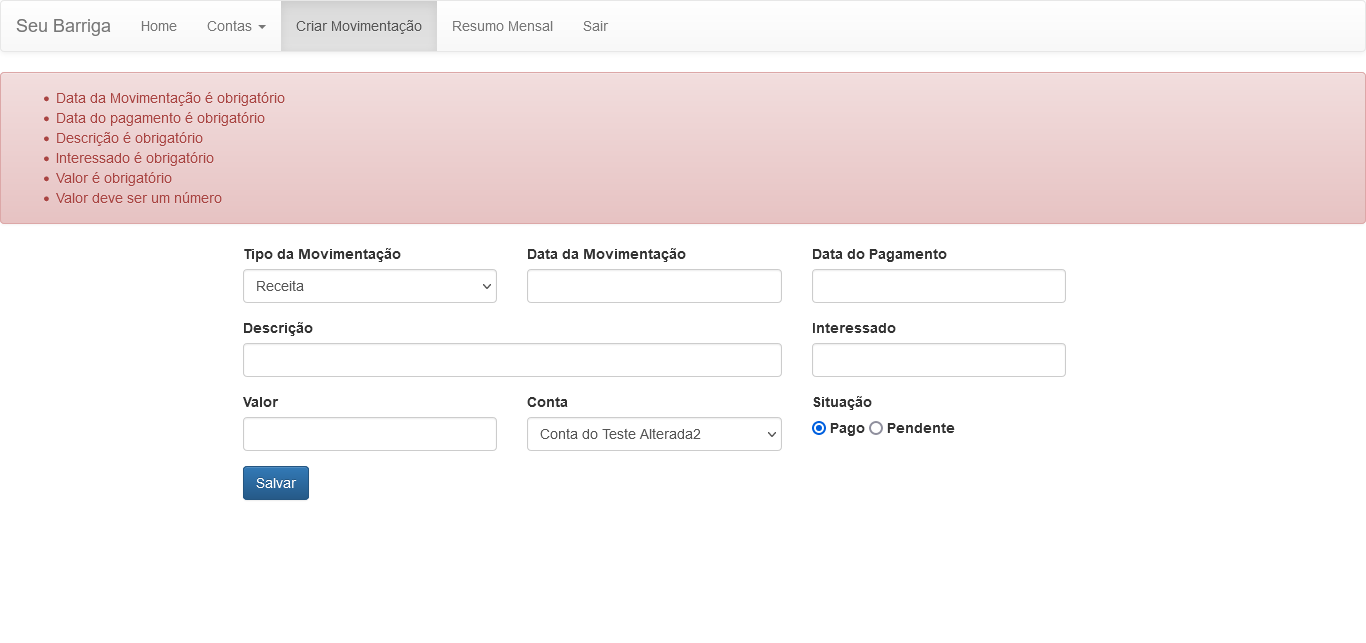 Seu Barriga Home Contas Criar Movimentação Resumo Mensal Sair
Data da Movimentação é obrigatório
Data do pagamento é obrigatório
Descrição é obrigatório
Interessado é obrigatório
Valor é obrigatório
Valor deve ser um número
Tipo da Movimentação Data da Movimentação Data do Pagamento
Receita
Descrição Interessado
Valor Conta Situação
Conta do Teste Alterada2 Pago Pendente
Salvar